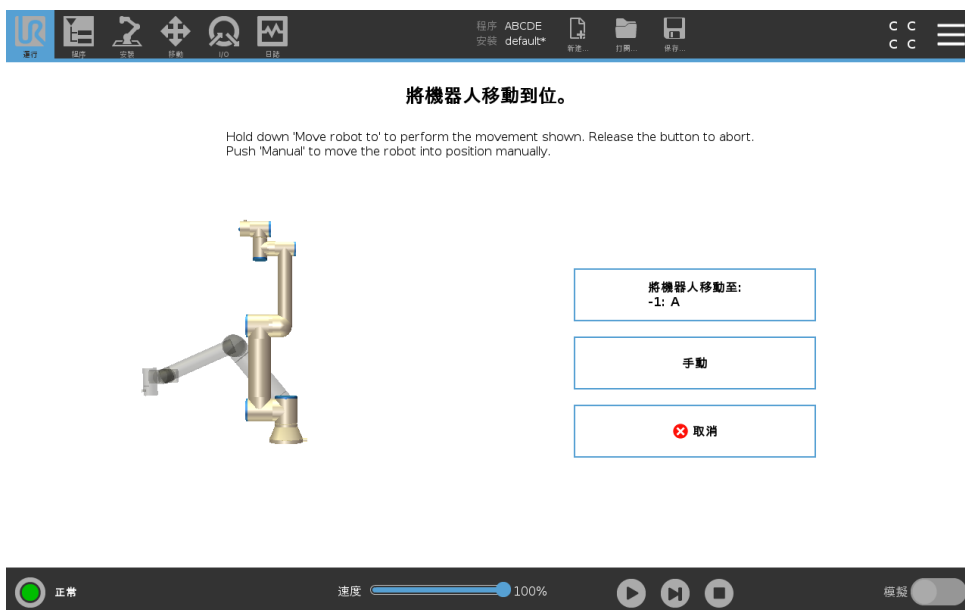 UR
運行
程序
安裝
移動
I/O
日誌
程序 ABCDE
安裝 default*
新建...
打開...
保存...
C C
C C
將機器人移動到位。
Hold down 'Move robot to' to perform the movement shown. Release the button to abort.
Push 'Manual' to move the robot into position manually.
將機器人移動至:
-1: A
手動
取消
正常
速度
100%
模擬